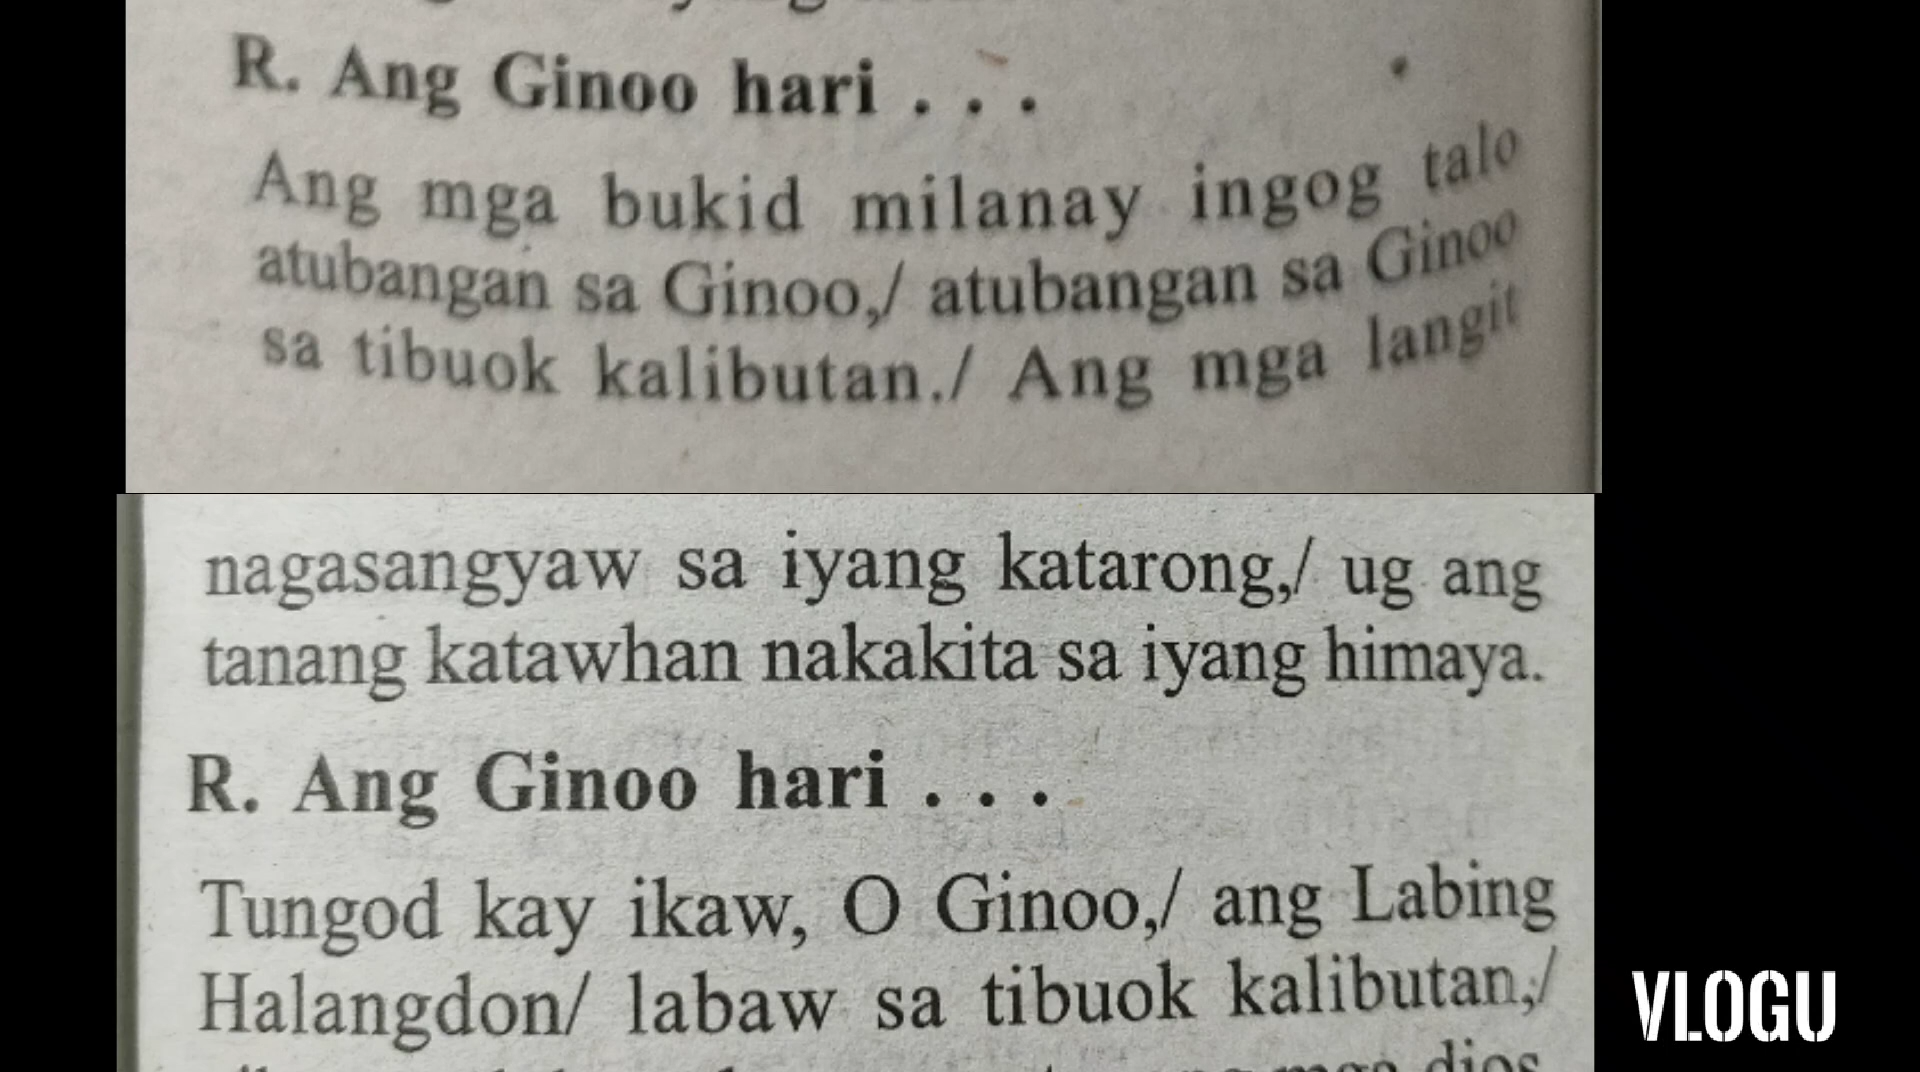 R. Ang Ginoo hari . . .
Ang mga bukid milanay ingog talo
atubangan sa Ginoo,/ atubangan sa Ginoo
sa tibuok kalibutan./ Ang mga langit
nagasangyaw sa iyang katarong,/ ug ang
tanang katawhan nakakita sa iyang himaya.
R. Ang Ginoo hari . . .
Tungod kay ikaw, O Ginoo,/ ang Labing
Halangdon/ labaw sa tibuok kalibutan,/
mga dios
VLOGU